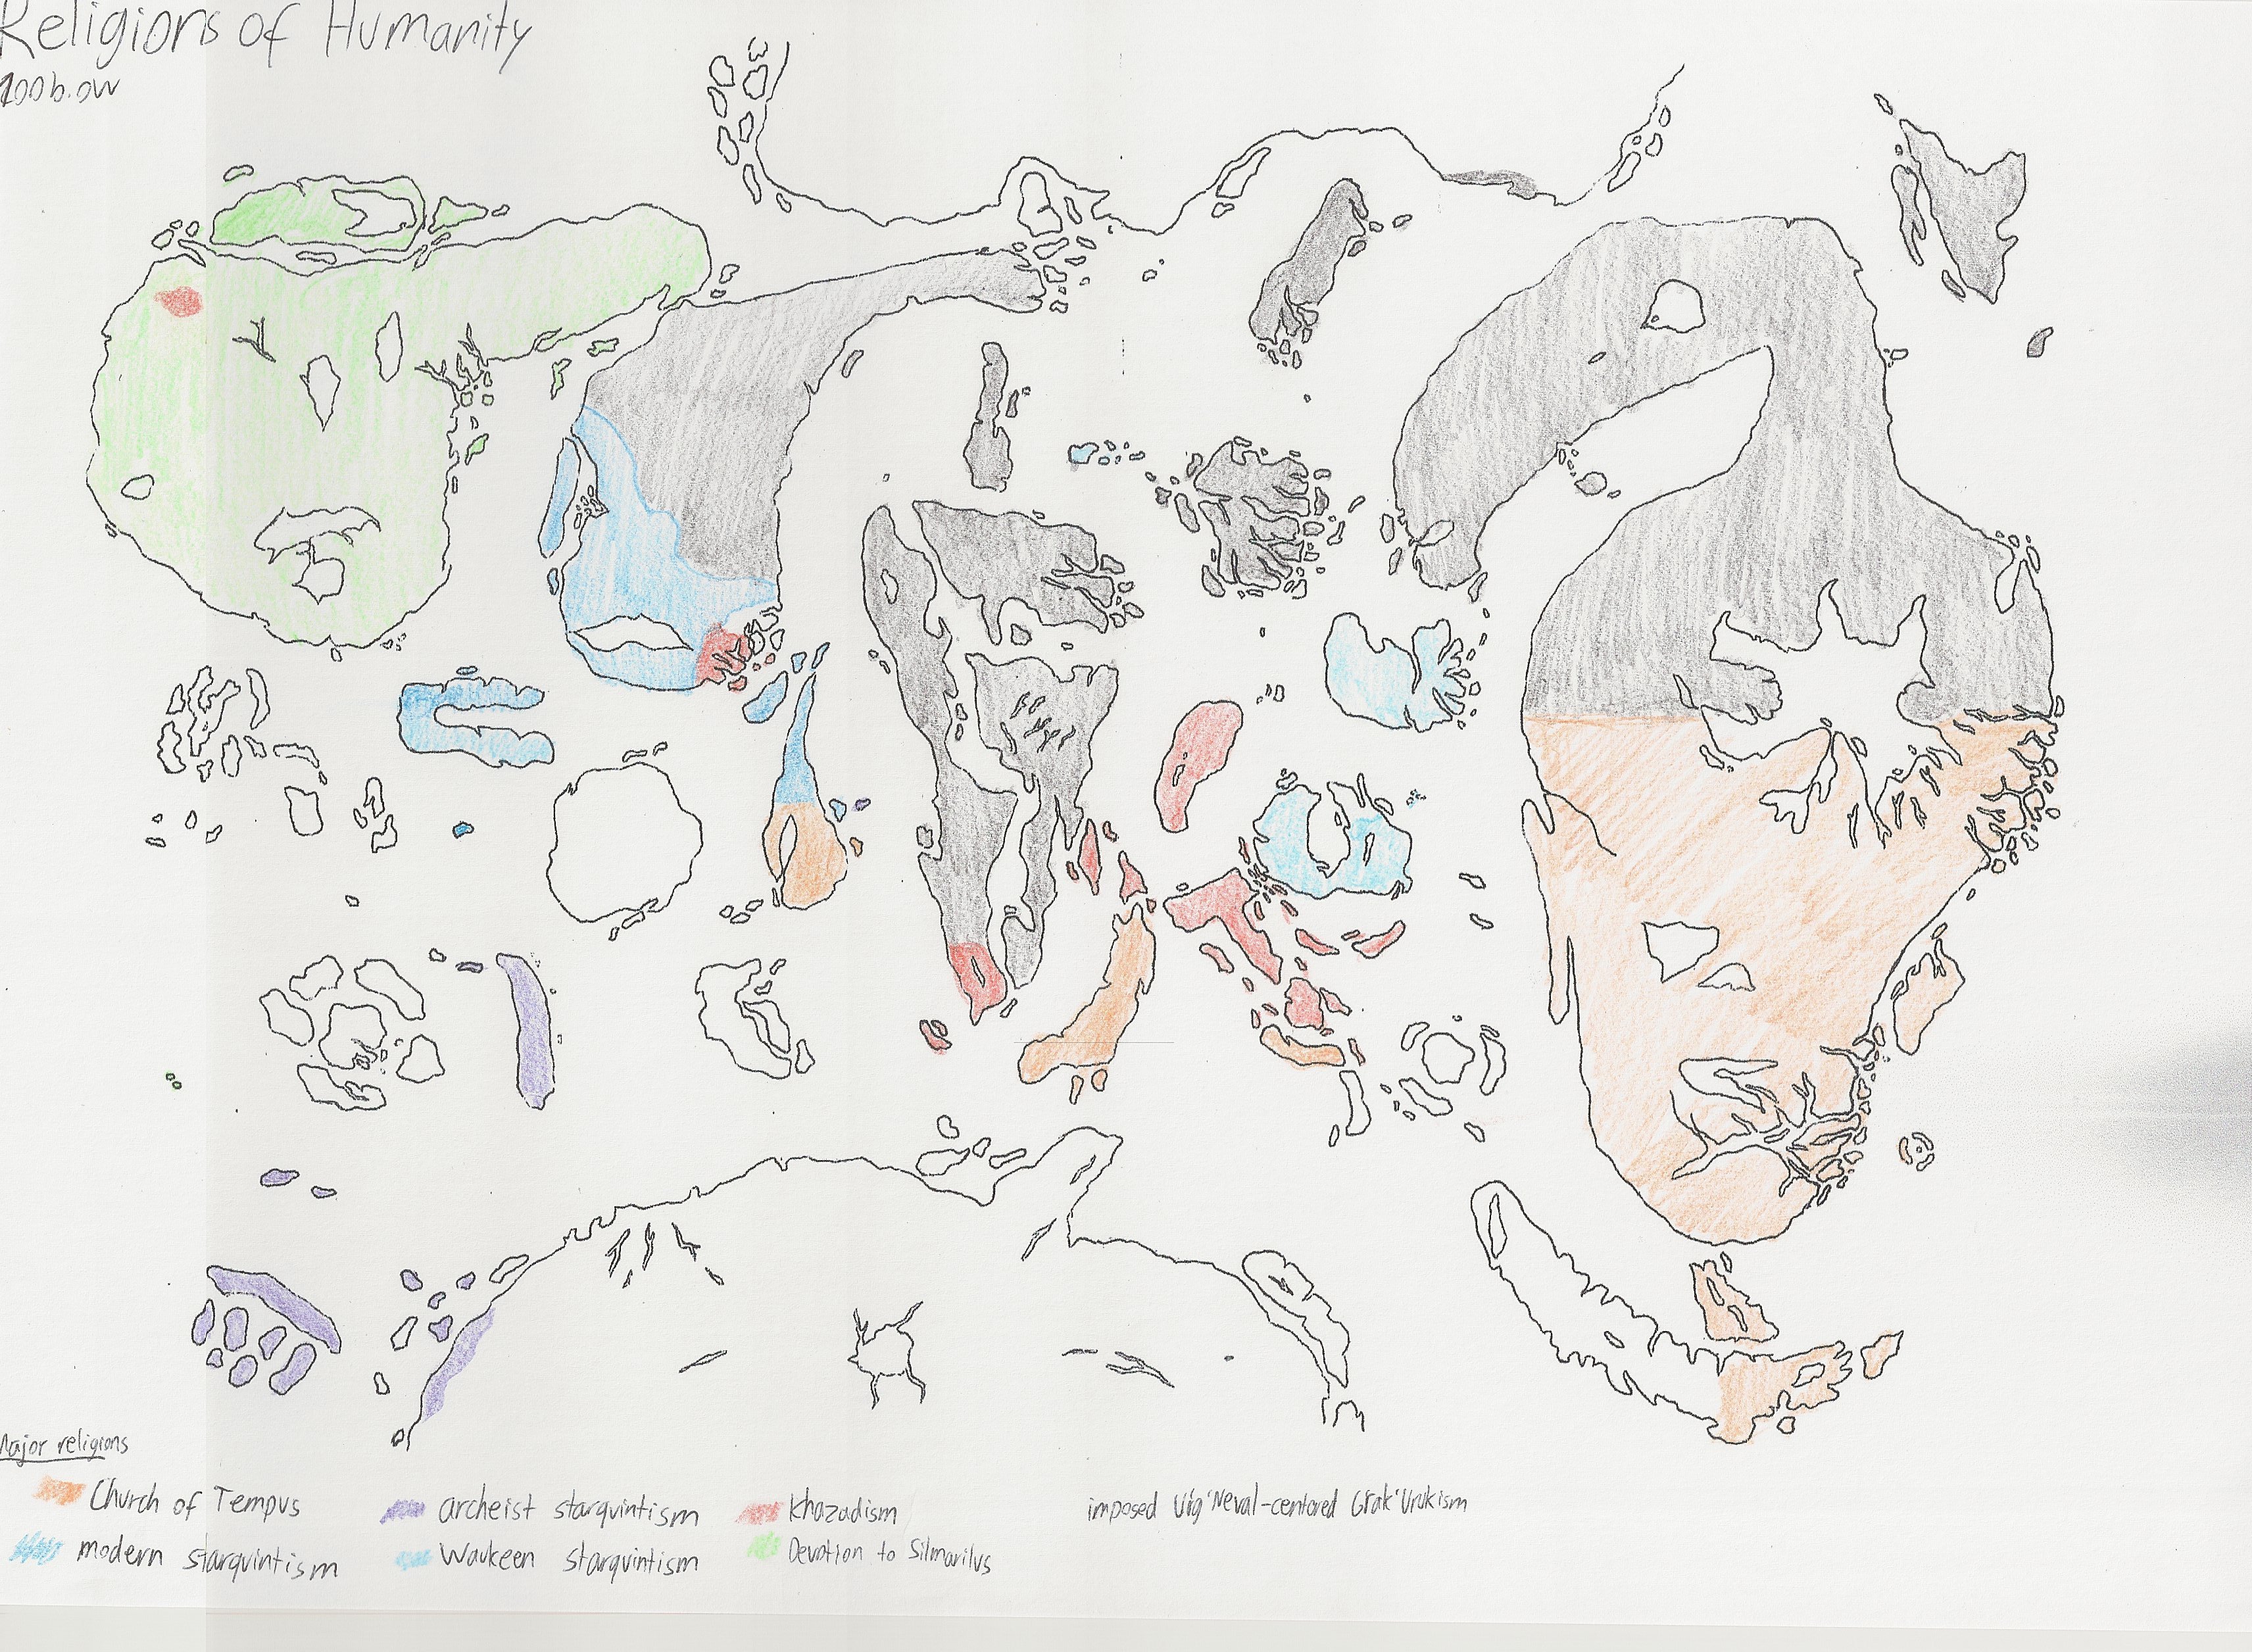 Religions of Humanity
100 b.ow
Major religions
Church of Tempus
modern starquintism
archeist starquintism
Waukeen starquintism
Khazadism
Devotion to Silmarilus
imposed Uig'Neval-centered Grak'Urukism